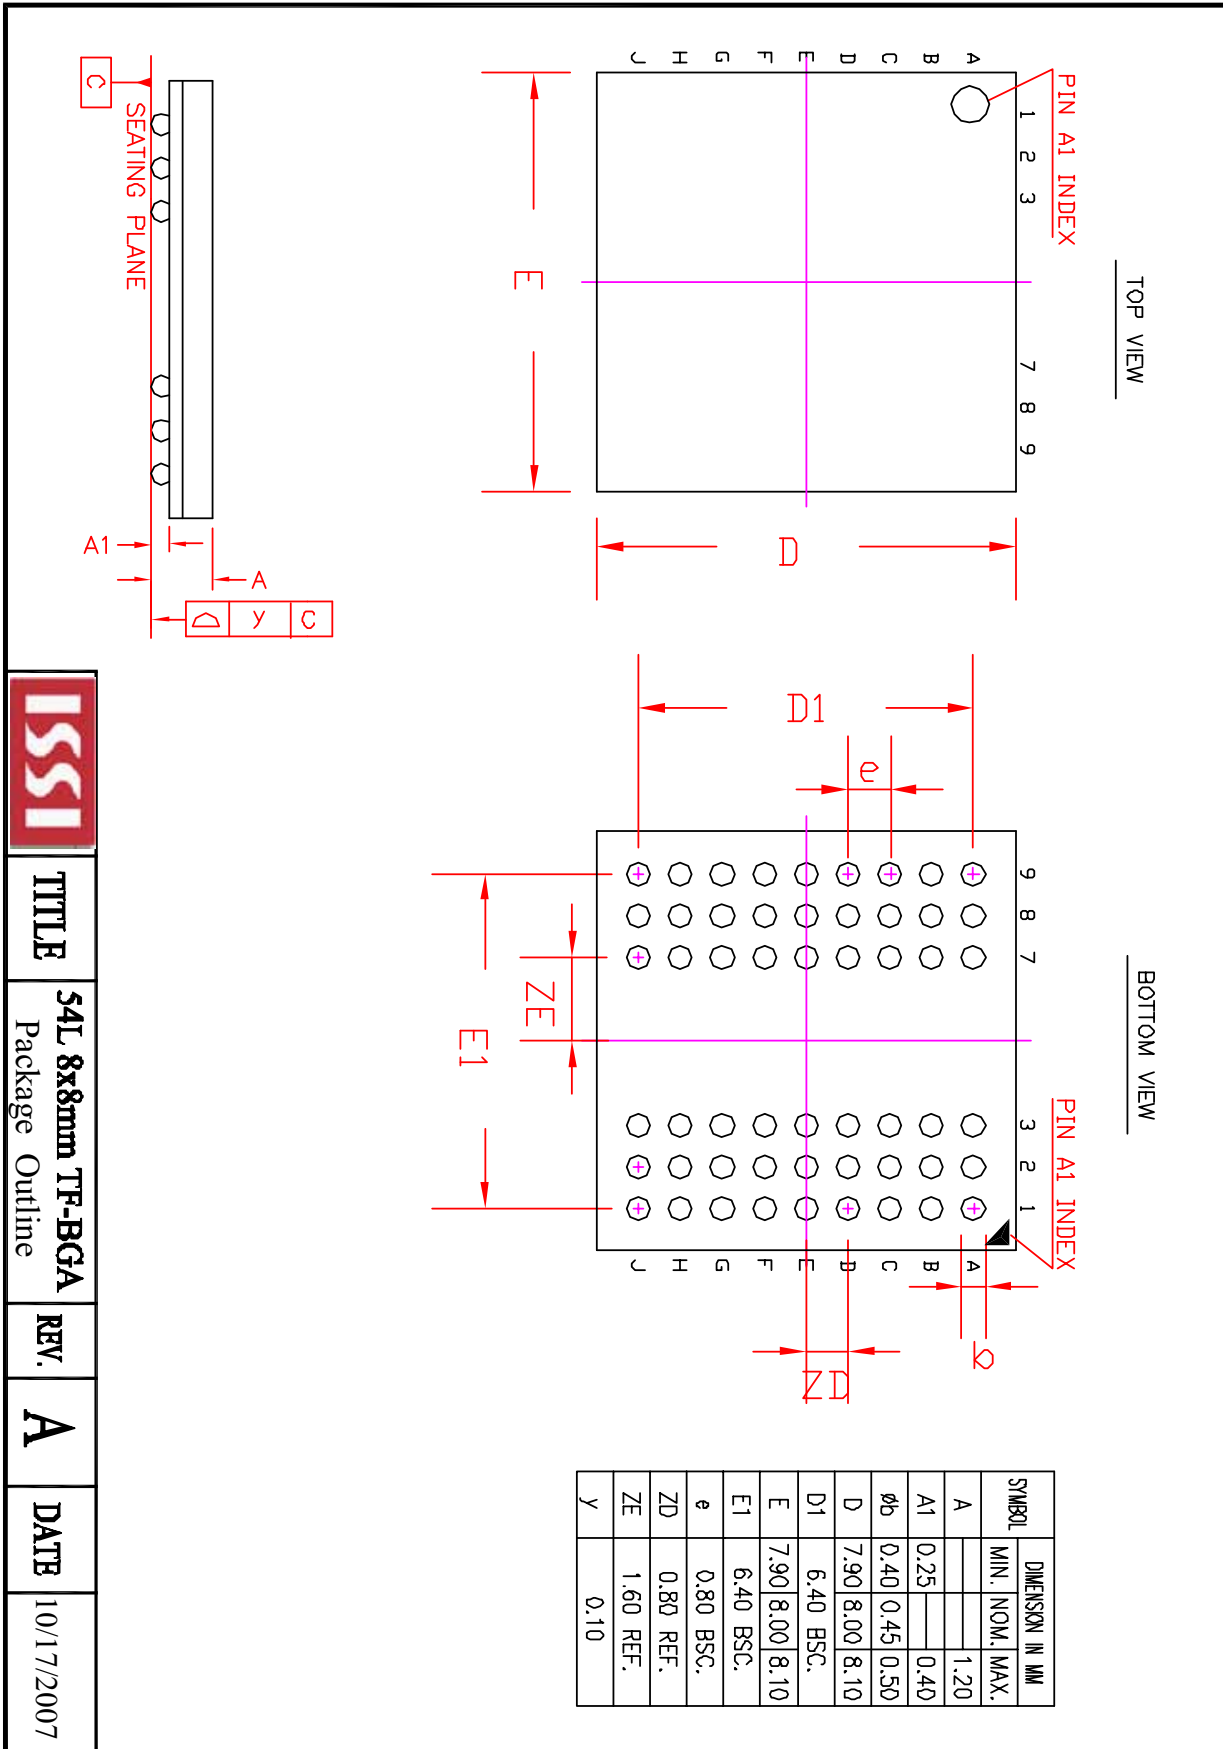 TOP VIEW
PIN A1 INDEX
1 2 3 7 8 9
A
B
C
D
E
F
G
H
J
D
E
BOTTOM VIEW
PIN A1 INDEX
9 8 7 3 2 1
A
B
C
D
E
F
G
H
J
D1
e
ZE
E1
b
ZD
C
SEATING PLANE
A1
A
y C
SYMBOL DIMENSION IN MM
MIN. NOM. MAX.
A 1.20
A1 0.25 0.40
Øb 0.40 0.45 0.50
D 7.90 8.00 8.10
D1 6.40 BSC.
E 7.90 8.00 8.10
E1 6.40 BSC.
e 0.80 BSC.
ZD 0.80 REF.
ZE 1.60 REF.
y 0.10
ISSI
TITLE
54L 8x8mm TF-BGA
Package Outline
REV.
A
DATE
10/17/2007